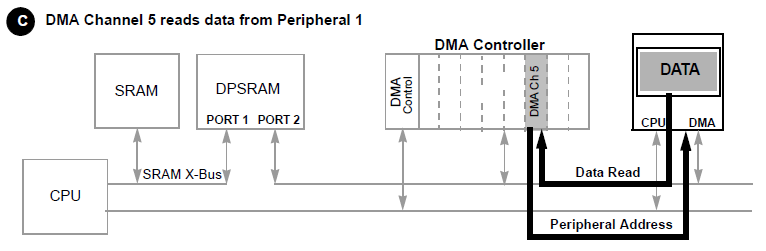 C DMA Channel 5 reads data from Peripheral 1
DMA Controller
SRAM
DPSRAM
PORT 1 PORT 2
DMA
Control
DMA Ch 5
DATA
CPU DMA
SRAM X-Bus
Data Read
CPU
Peripheral Address